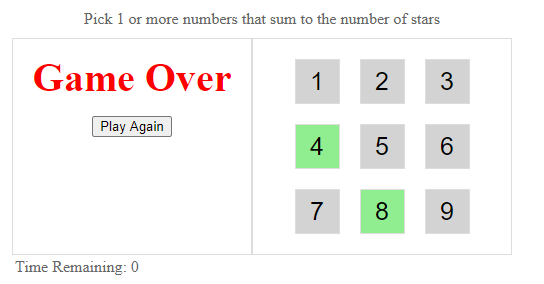 Pick 1 or more numbers that sum to the number of stars
Game Over
Play Again
1 2 3
4 5 6
7 8 9
Time Remaining: 0